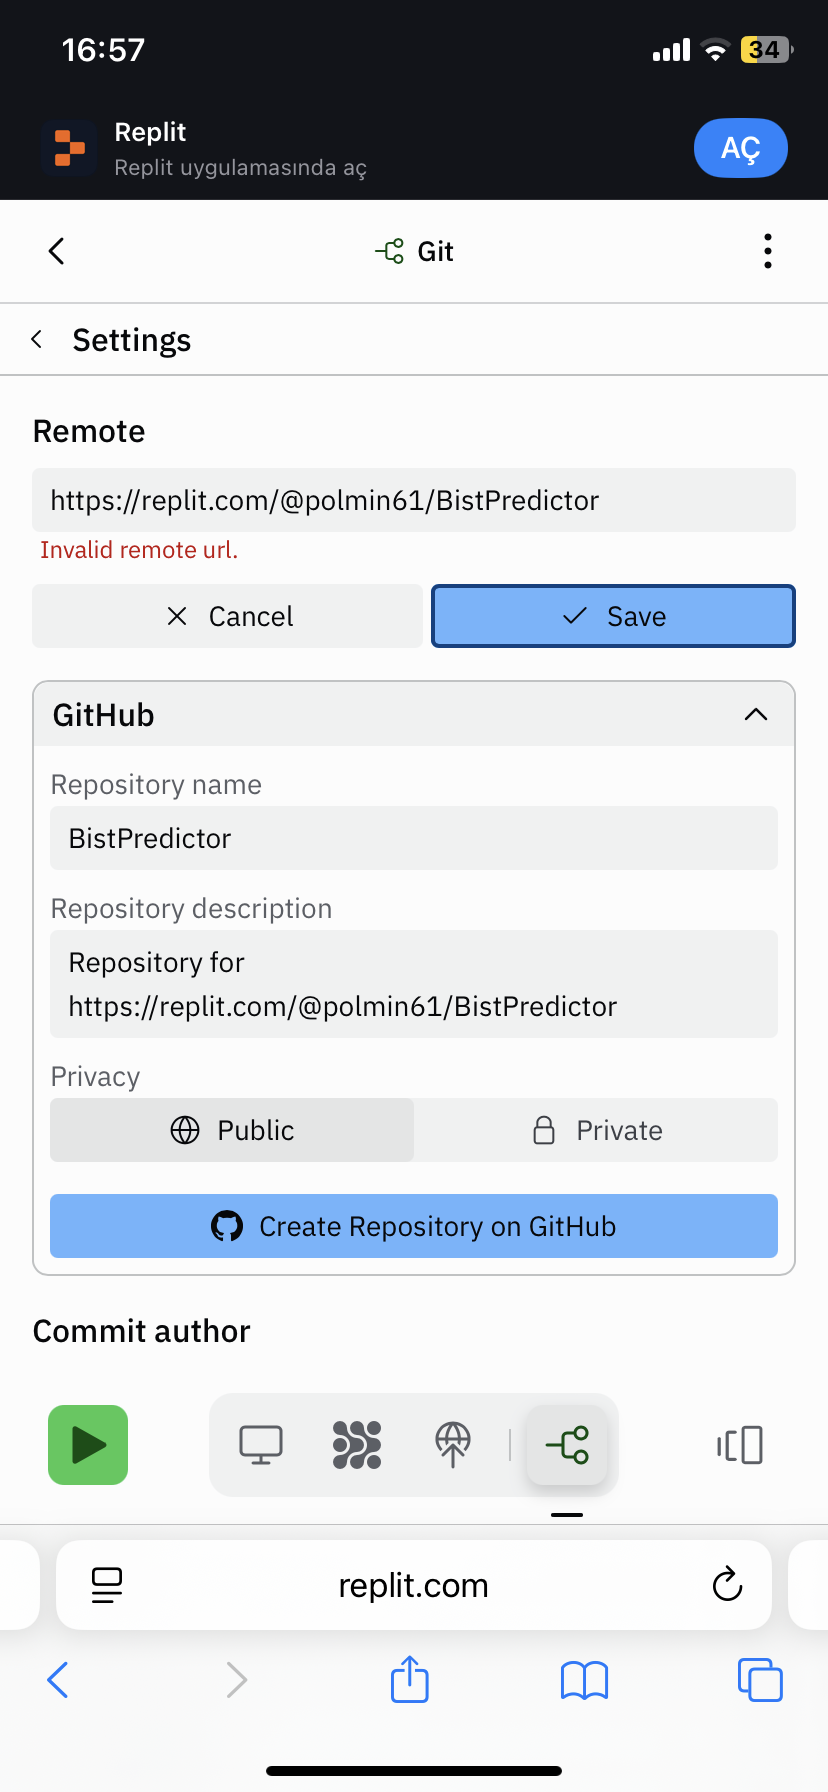 16:57
34
Replit
Replit uygulamasında aç
AÇ
Git
Settings
Remote
https://replit.com/@polmin61/BistPredictor
Invalid remote url.
Cancel
Save
GitHub
Repository name
BistPredictor
Repository description
Repository for
https://replit.com/@polmin61/BistPredictor
Privacy
Public
Private
Create Repository on GitHub
Commit author
replit.com